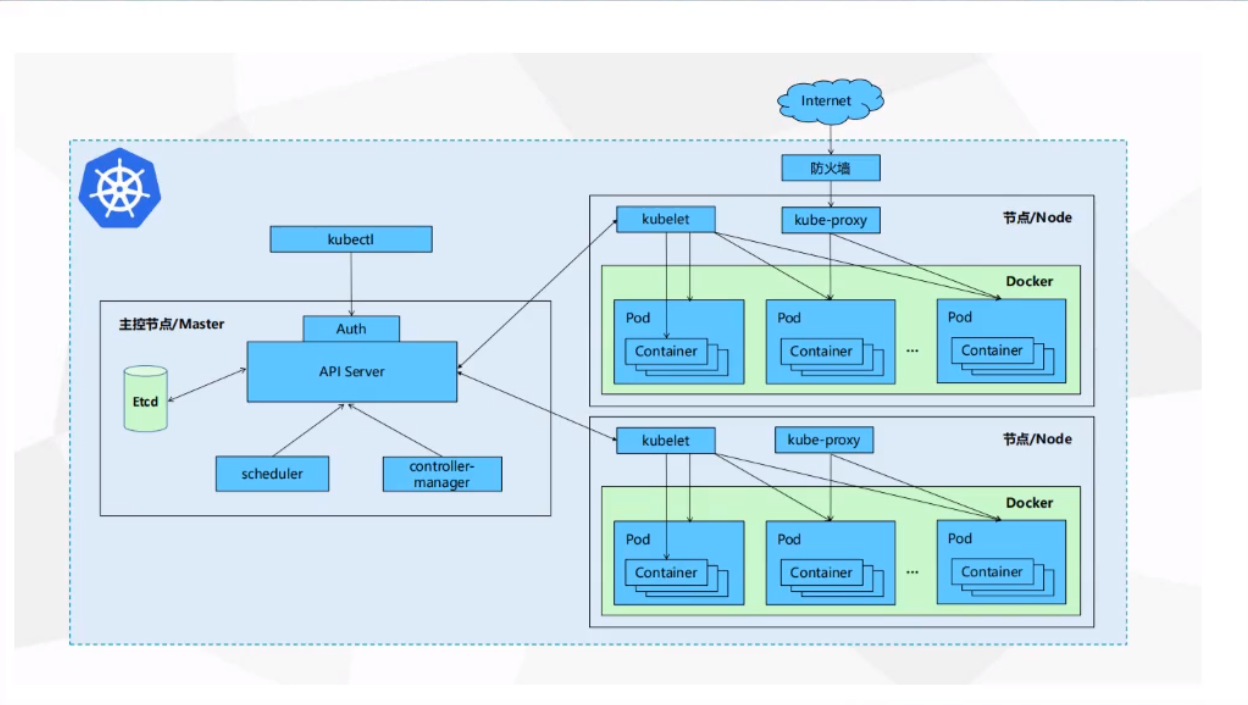 Internet
防火墙
kubectl
主控节点/Master
Auth
API Server
Etcd
scheduler
controller-
manager
kubelet
kube-proxy
节点/Node
Docker
Pod
Container
Pod
Container
...
Pod
Container
kubelet
kube-proxy
节点/Node
Docker
Pod
Container
Pod
Container
...
Pod
Container